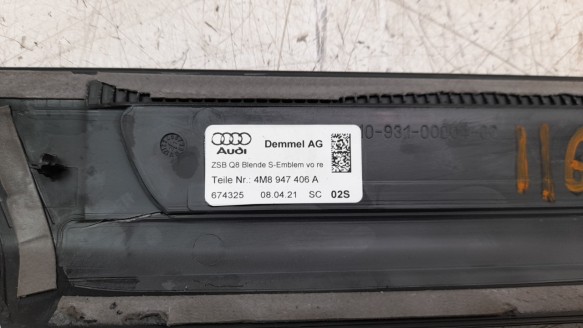 Audi
Demmel AG
ZSB Q8 Blende S-Emblem vo re
Teile Nr.: 4M8 947 406 A
674325 08.04.21 SC 02S
116